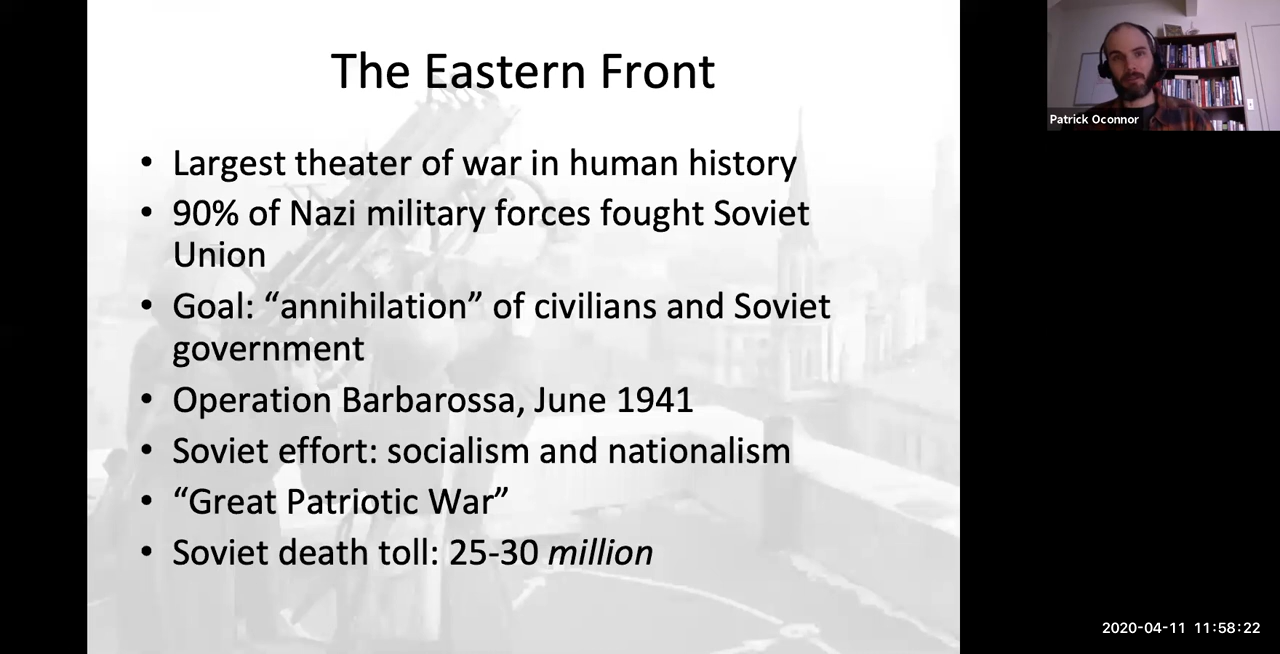 The Eastern Front
• Largest theater of war in human history
• 90% of Nazi military forces fought Soviet
Union
• Goal: “annihilation” of civilians and Soviet
government
• Operation Barbarossa, June 1941
• Soviet effort: socialism and nationalism
• “Great Patriotic War”
• Soviet death toll: 25-30 million
Patrick Oconnor
2020-04-11 11:58:22